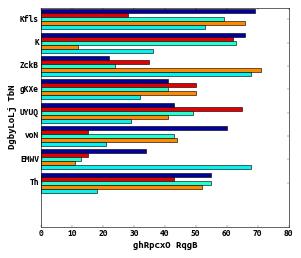 Kfls
K
ZckB
gKXe
UYUQ
voN
EMWV
Th
DgbyLoLj TbN
0 10 20 30 40 50 60 70 80
ghRpcxO RqgB